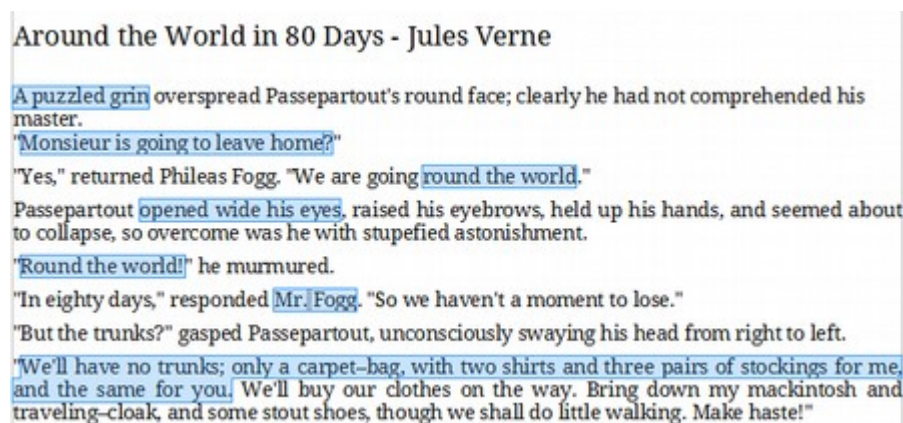 Around the World in 80 Days - Jules Verne
A puzzled grin overspread Passepartout's round face; clearly he had not comprehended his
master.
"Monsieur is going to leave home?"
"Yes," returned Phileas Fogg. "We are going round the world."
Passepartout opened wide his eyes, raised his eyebrows, held up his hands, and seemed about
to collapse, so overcome was he with stupefied astonishment.
"Round the world!" he murmured.
"In eighty days," responded Mr. Fogg. "So we haven't a moment to lose."
"But the trunks?" gasped Passepartout, unconsciously swaying his head from right to left.
"We'll have no trunks; only a carpet–bag, with two shirts and three pairs of stockings for me,
and the same for you. We'll buy our clothes on the way. Bring down my mackintosh and
traveling–cloak, and some stout shoes, though we shall do little walking. Make haste!"